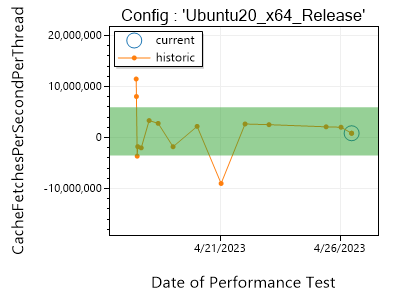 Config : 'Ubuntu20_x64_Release'
CacheFetchesPerSecondPerThread
20,000,000
10,000,000
0
-10,000,000
current
historic
4/21/2023
4/26/2023
Date of Performance Test